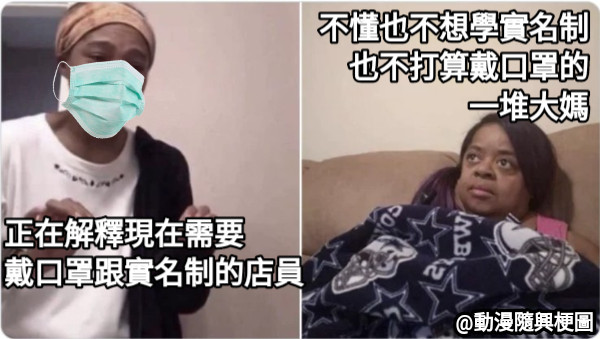 正在解釋現在需要
戴口罩跟實名制的店員
不懂也不想學實名制
也不打算戴口罩的
一堆大媽
@動漫隨興梗圖